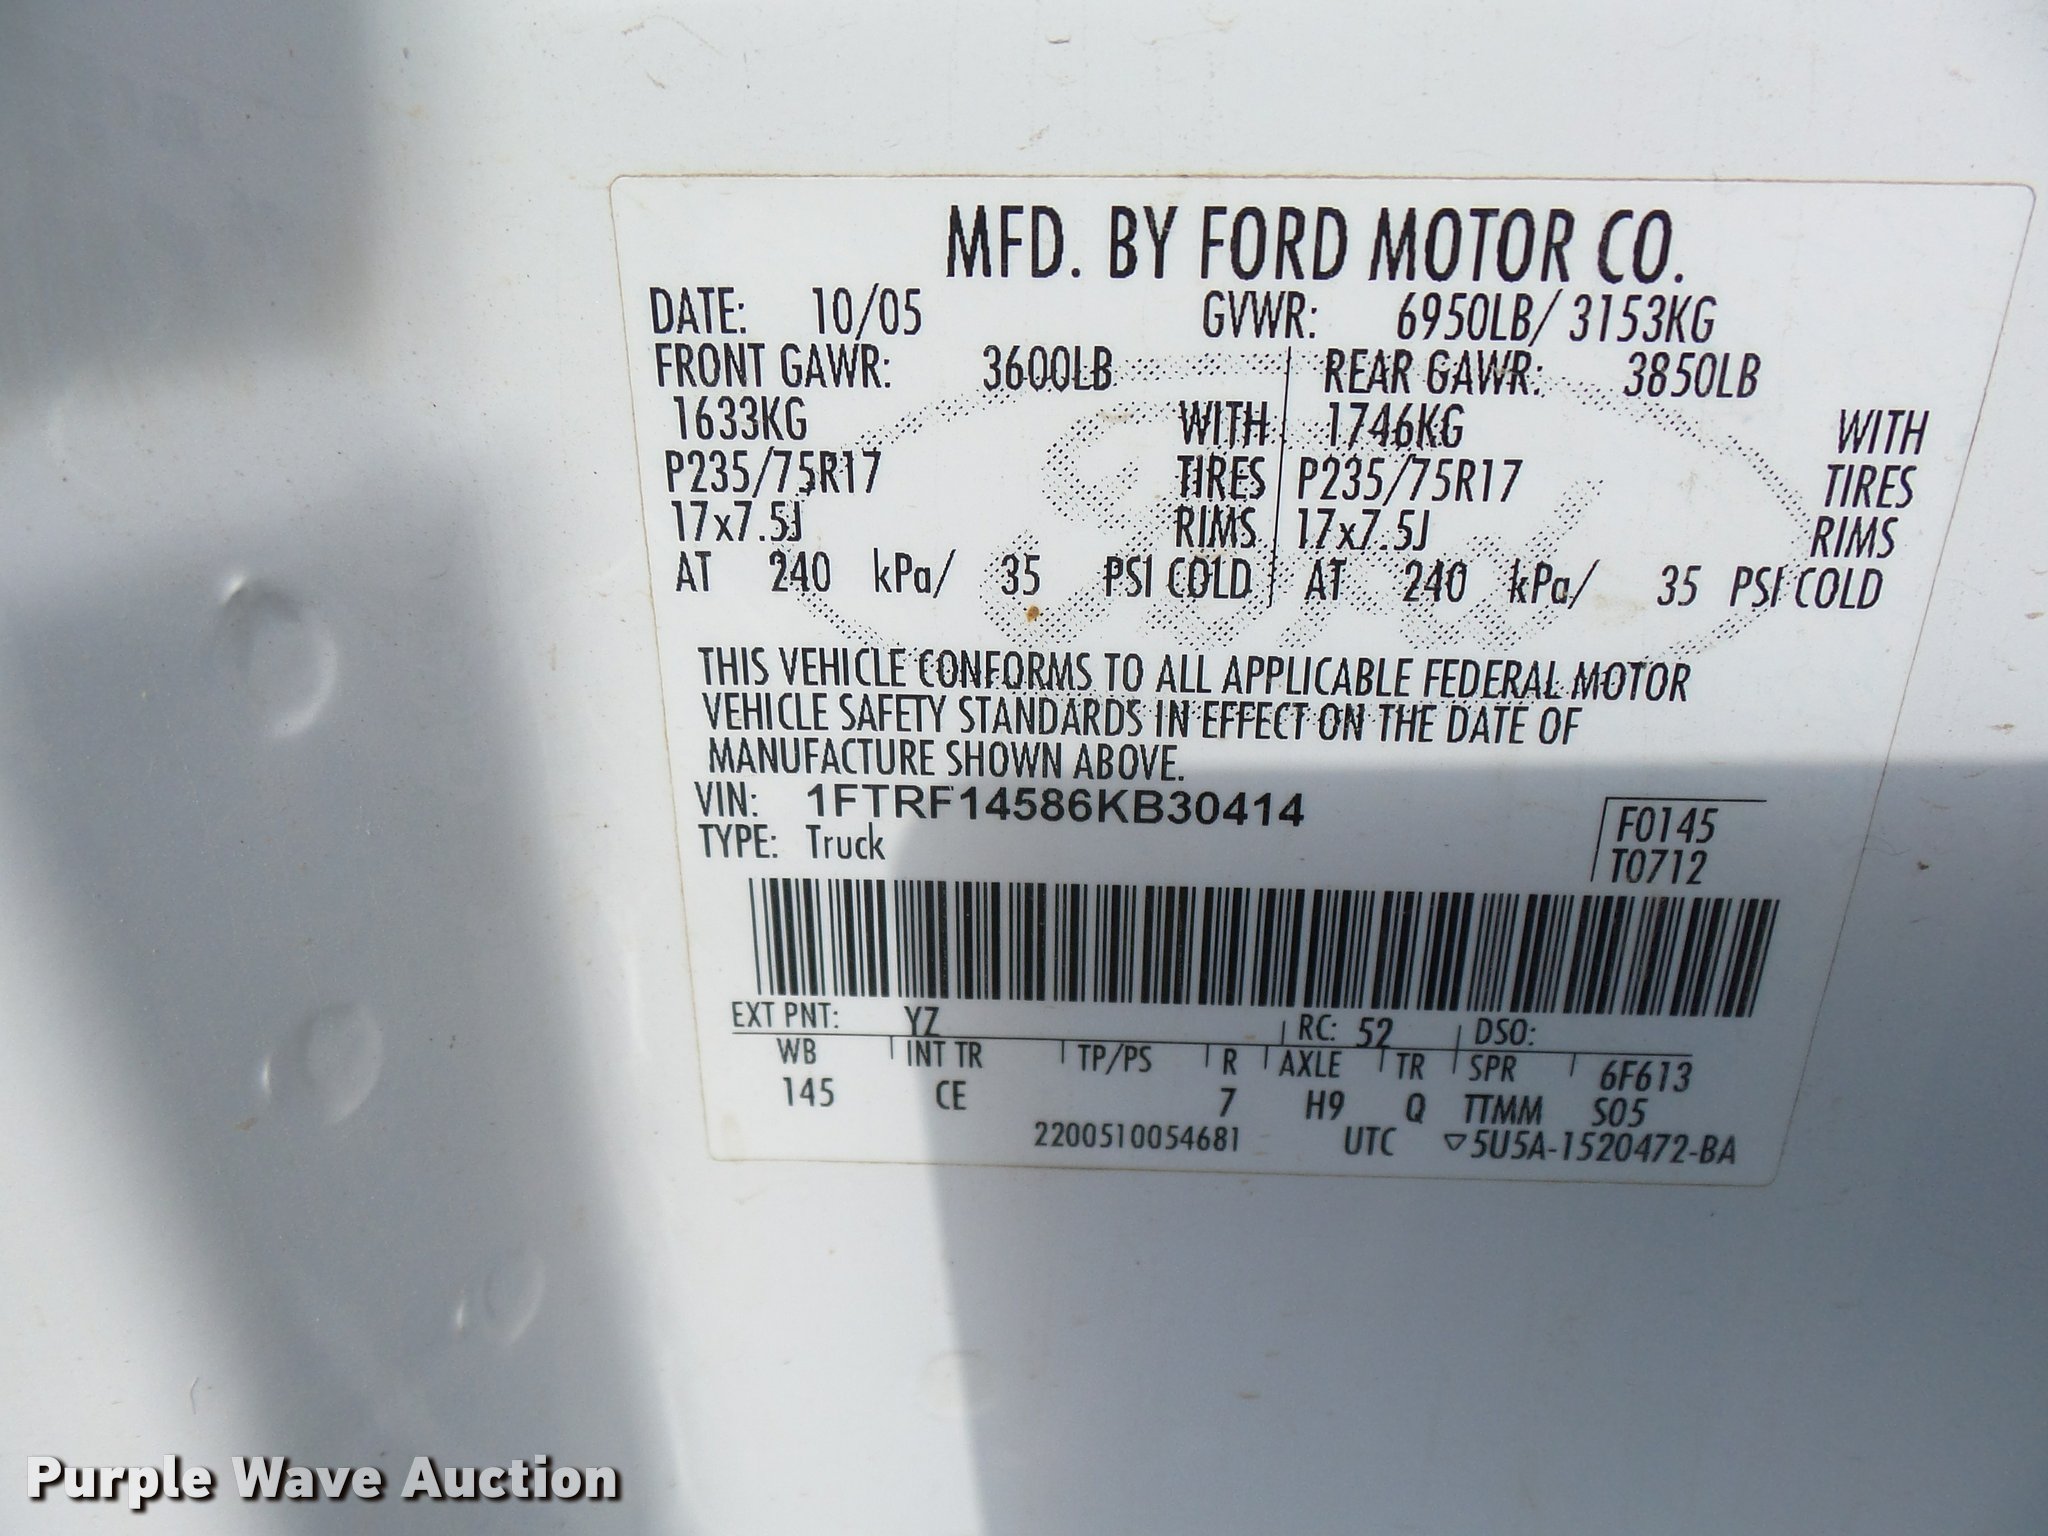 MFD. BY FORD MOTOR CO.
DATE: 10/05 GVWR: 6950LB/ 3153KG
FRONT GAWR: 3600LB REAR GAWR: 3850LB
1633KG WITH 1746KG WITH
P235/75R17 TIRES P235/75R17 TIRES
17x7.5J RIMS 17x7.5J RIMS
AT 240 kPa/ 35 PSI COLD AT 240 kPa/ 35 PSI COLD
THIS VEHICLE CONFORMS TO ALL APPLICABLE FEDERAL MOTOR
VEHICLE SAFETY STANDARDS IN EFFECT ON THE DATE OF
MANUFACTURE SHOWN ABOVE.
VIN: 1FTRF14586KB30414 F0145
TYPE: Truck T0712
EXT PNT: YZ RC: 52 DSO:
WB INT TR TP/PS R AXLE TR SPR 6F613
145 CE 7 H9 Q TTMM S05
2200510054681 UTC ▽5U5A-1520472-BA
Ford
Purple Wave Auction